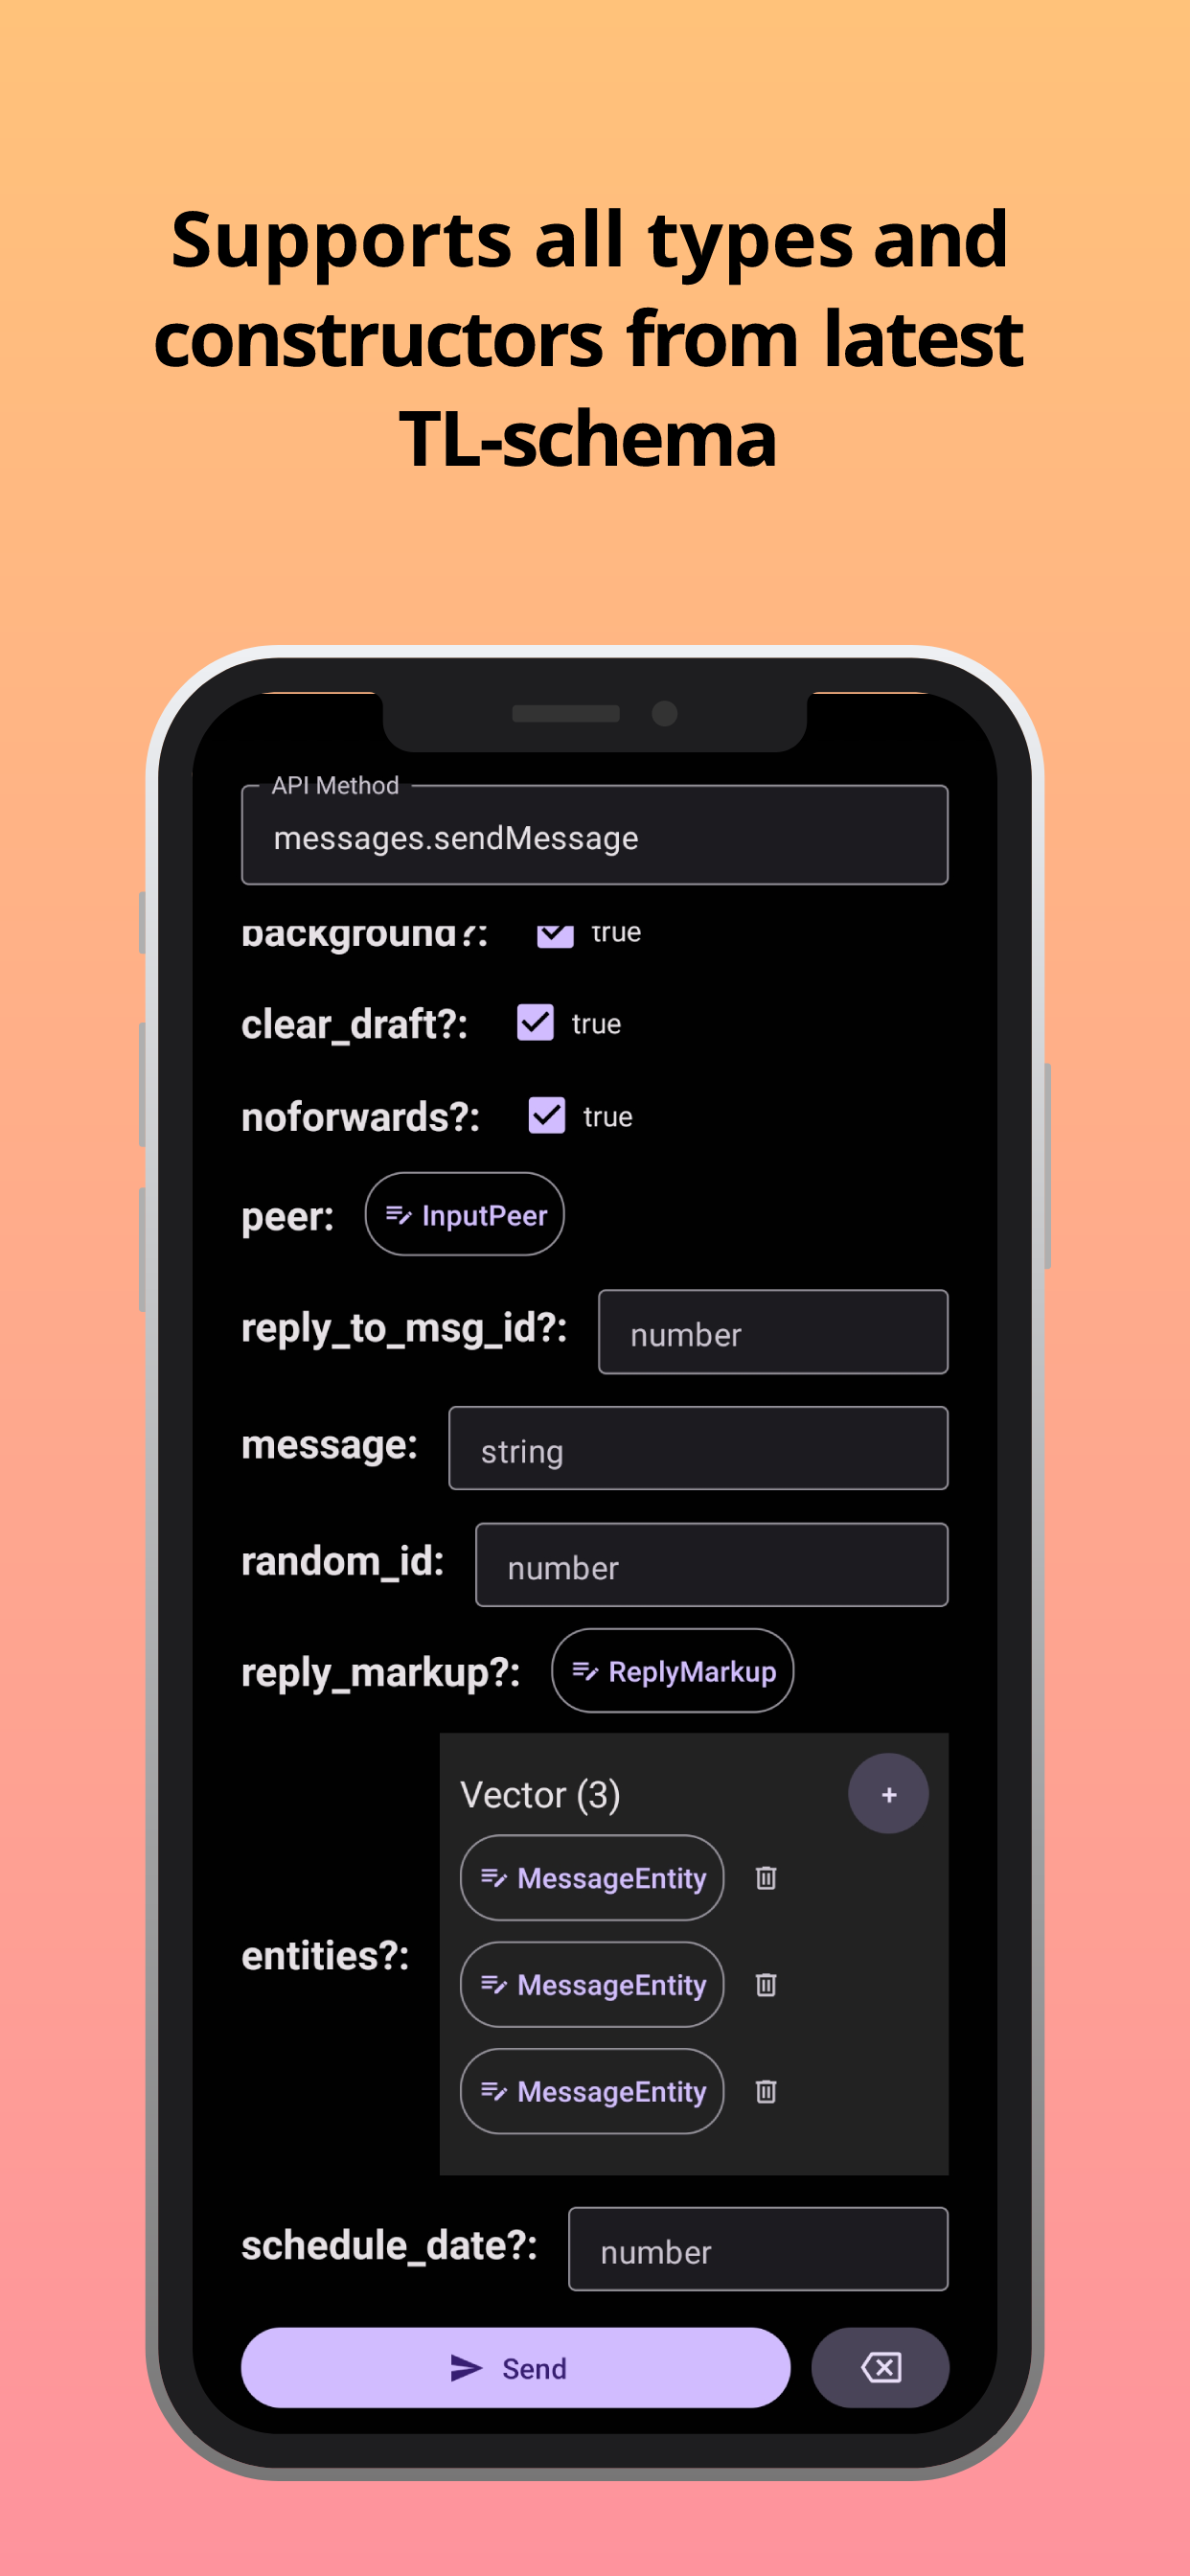 Supports all types and
constructors from latest
TL-schema
API Method
messages.sendMessage
background?: true
clear_draft?: true
noforwards?: true
peer: InputPeer
reply_to_msg_id?: number
message: string
random_id: number
reply_markup?: ReplyMarkup
Vector (3) +
MessageEntity
entities?:
MessageEntity
MessageEntity
schedule_date?: number
Send